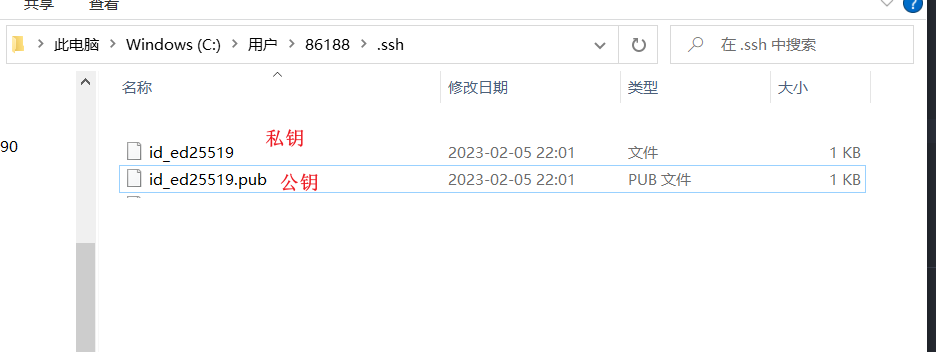 共享 查看
此电脑 Windows (C:) 用户 86188 .ssh 在 .ssh 中搜索
名称 修改日期 类型 大小
私钥
90
id_ed25519 2023-02-05 22:01 文件 1 KB
id_ed25519.pub 公钥 2023-02-05 22:01 PUB 文件 1 KB